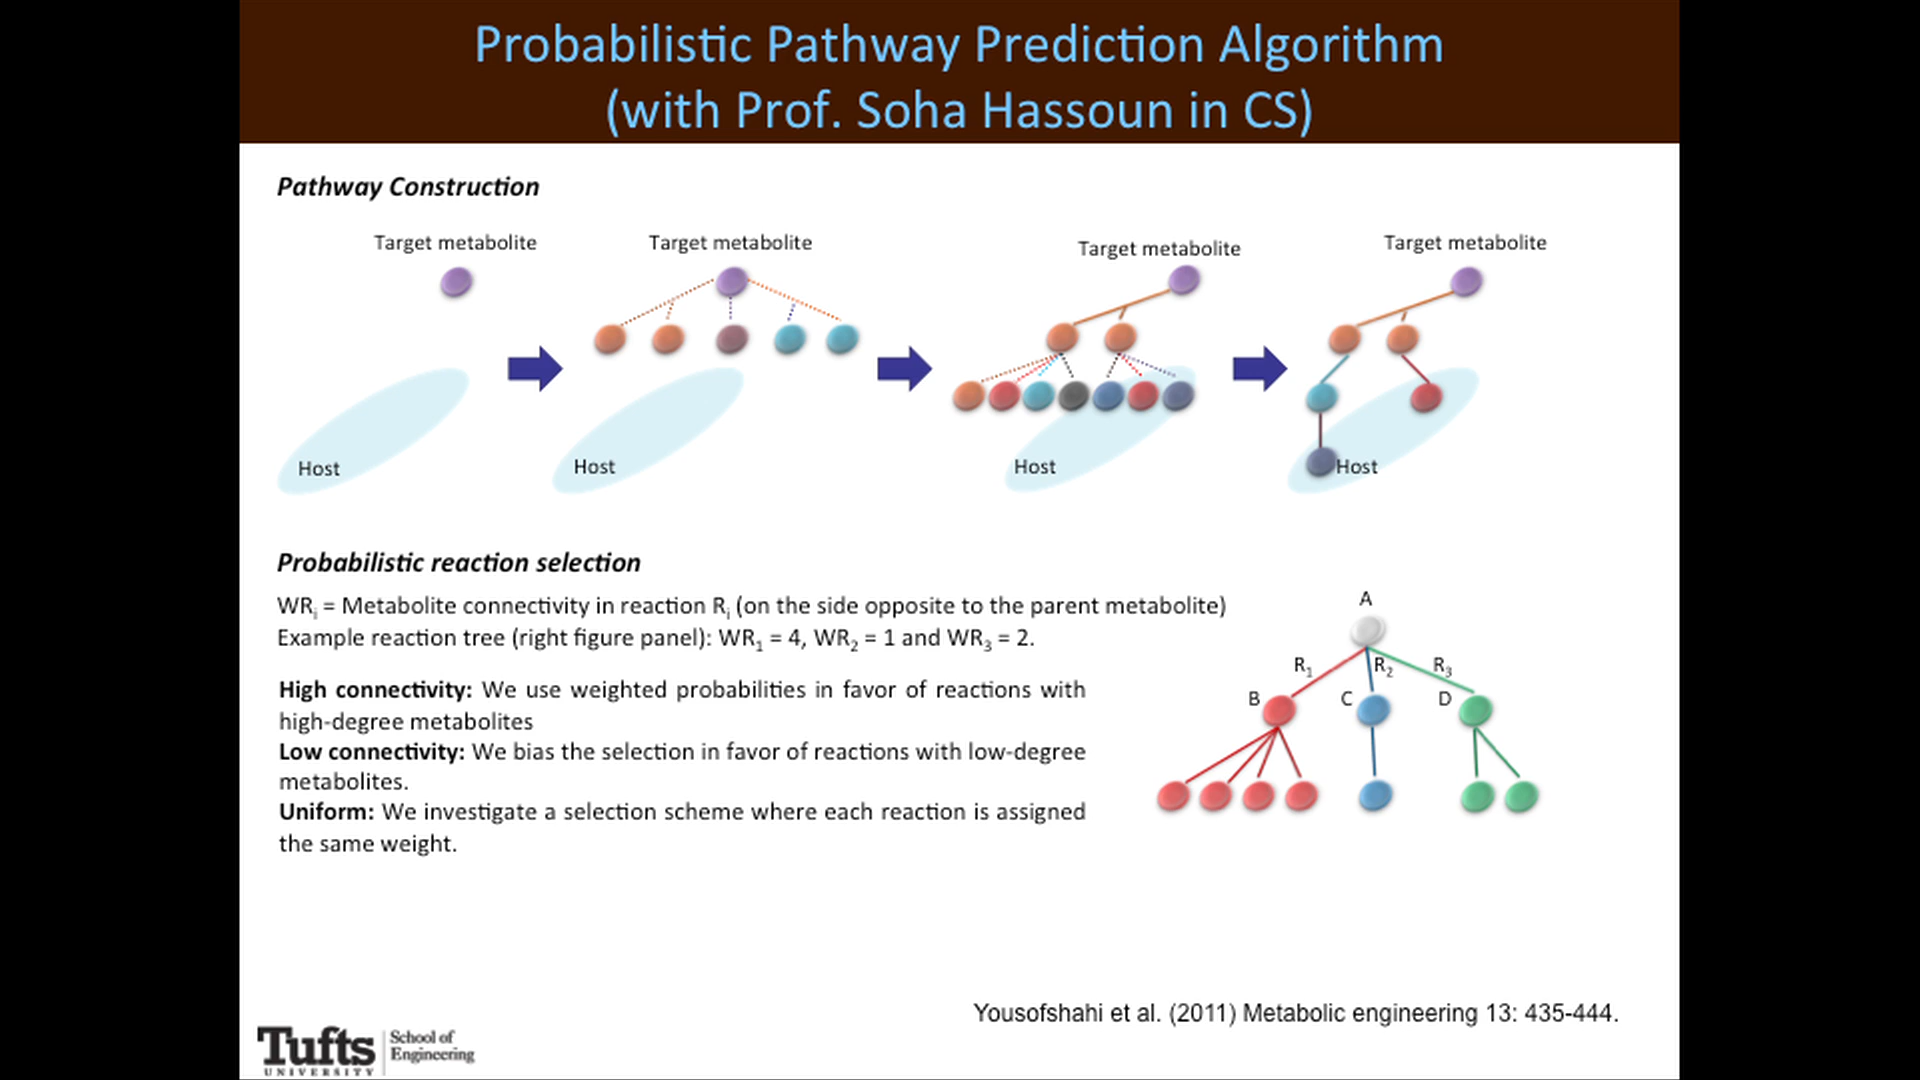 Probabilistic Pathway Prediction Algorithm
(with Prof. Soha Hassoun in CS)
Pathway Construction
Target metabolite
Target metabolite
Target metabolite
Target metabolite
Host
Host
Host
Host
Probabilistic reaction selection
WRi = Metabolite connectivity in reaction Ri (on the side opposite to the parent metabolite)
Example reaction tree (right figure panel): WR1 = 4, WR2 = 1 and WR3 = 2.
High connectivity: We use weighted probabilities in favor of reactions with
high-degree metabolites
Low connectivity: We bias the selection in favor of reactions with low-degree
metabolites.
Uniform: We investigate a selection scheme where each reaction is assigned
the same weight.
A
R1 R2 R3
B C D
Yousofshahi et al. (2011) Metabolic engineering 13: 435-444.
Tufts
UNIVERSITY
School of
Engineering